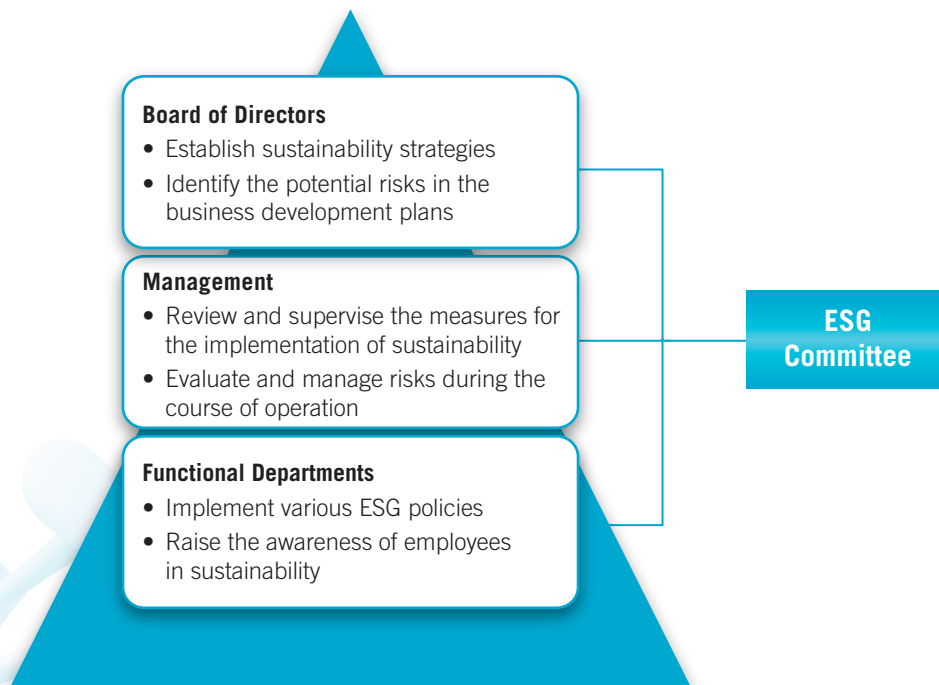 Board of Directors
• Establish sustainability strategies
• Identify the potential risks in the
business development plans
Management
• Review and supervise the measures for
the implementation of sustainability
• Evaluate and manage risks during the
course of operation
Functional Departments
• Implement various ESG policies
• Raise the awareness of employees
in sustainability
ESG
Committee